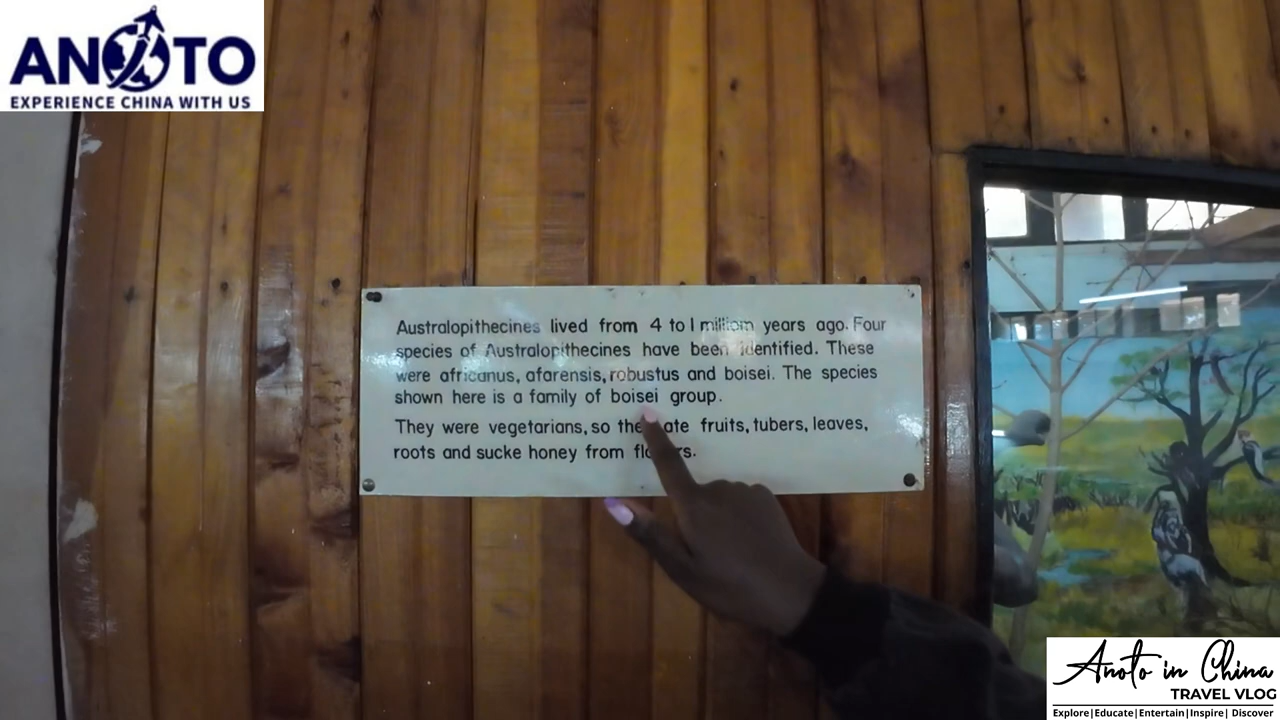 ANOTO
EXPERIENCE CHINA WITH US
Australopithecines lived from 4 to 1 milliom years ago. Four
species of Australopithecines have been identified. These
were africanus, afarensis, robustus and boisei. The species
shown here is a family of boisei group.
They were vegetarians, so ate fruits, tubers, leaves,
roots and sucke honey from
Anoto in China
TRAVEL VLOG
Explore|Educate|Entertain|Inspire| Discover